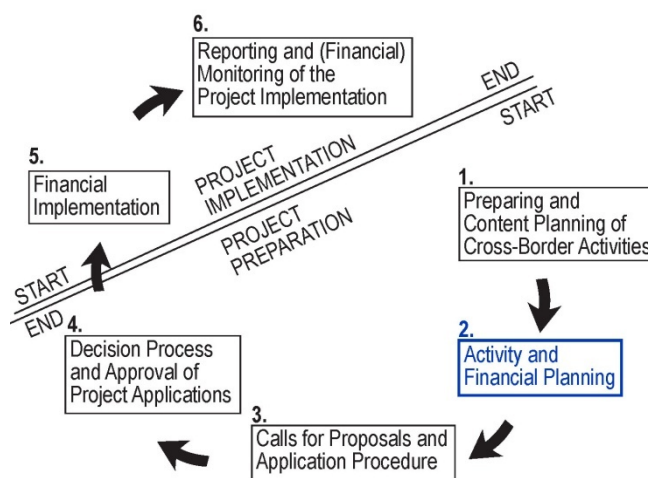 6.
Reporting and (Financial)
Monitoring of the
Project Implementation
END
START
5.
Financial
Implementation
PROJECT
IMPLEMENTATION
PROJECT
PREPARATION
1.
Preparing and
Content Planning of
Cross-Border Activities
START
END
4.
Decision Process
and Approval of
Project Applications
2.
Activity and
Financial Planning
3.
Calls for Proposals and
Application Procedure